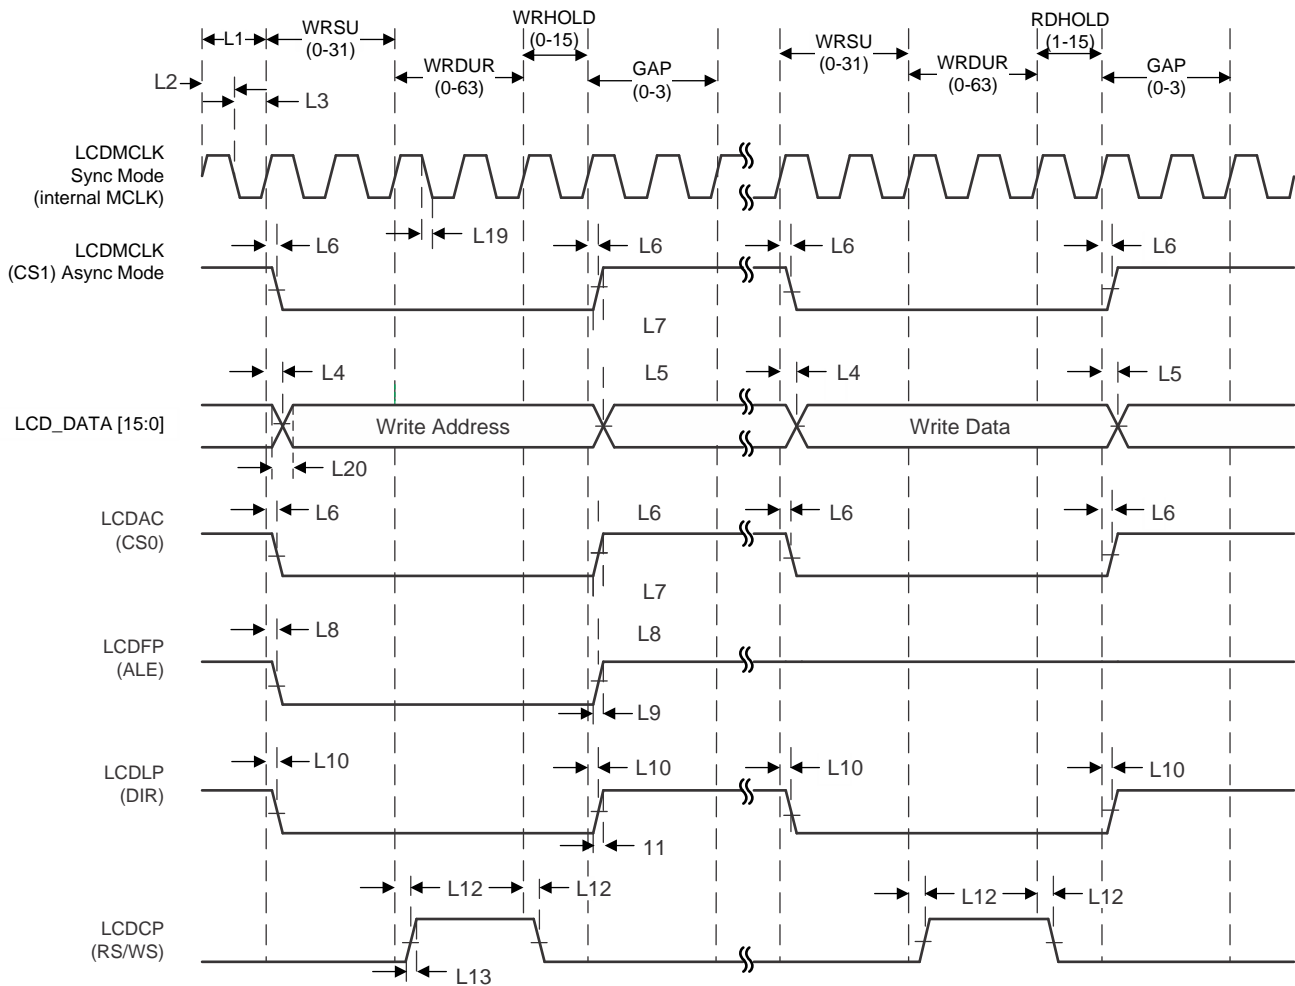 WRHOLD
(0-15)
RDHOLD
(1-15)
L1
WRSU
(0-31)
WRSU
(0-31)
WRDUR
(0-63)
GAP
(0-3)
WRDUR
(0-63)
GAP
(0-3)
L2
L3
LCDMCLK
Sync Mode
(internal MCLK)
L19
LCDMCLK
(CS1) Async Mode
L6
L6
L6
L6
L7
L4
L5
L4
L5
LCD_DATA [15:0]
Write Address
Write Data
L20
LCDAC
(CS0)
L6
L6
L6
L6
L7
LCDFP
(ALE)
L8
L8
L9
LCDLP
(DIR)
L10
L10
L10
L10
11
LCDCP
(RS/WS)
L12
L12
L12
L12
L13